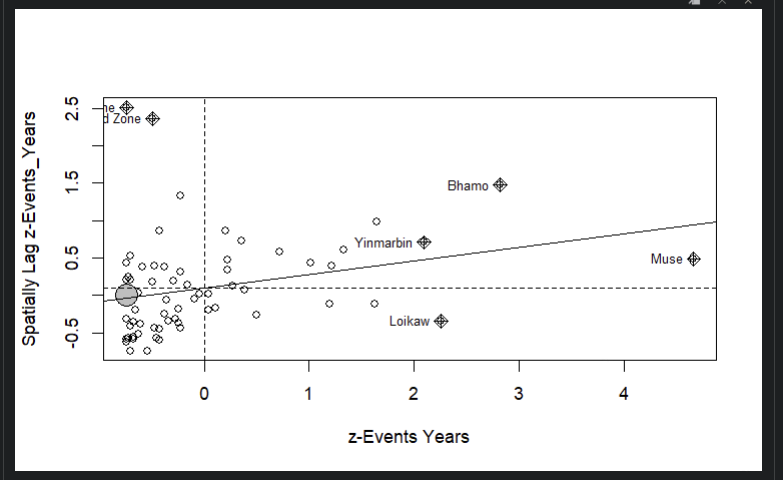 2.5
1.5
0.5
-0.5
Spatially Lag z-Events_Years
ne
d Zone
Bhamo
Yinmarbin
Muse
Loikaw
0 1 2 3 4
z-Events Years